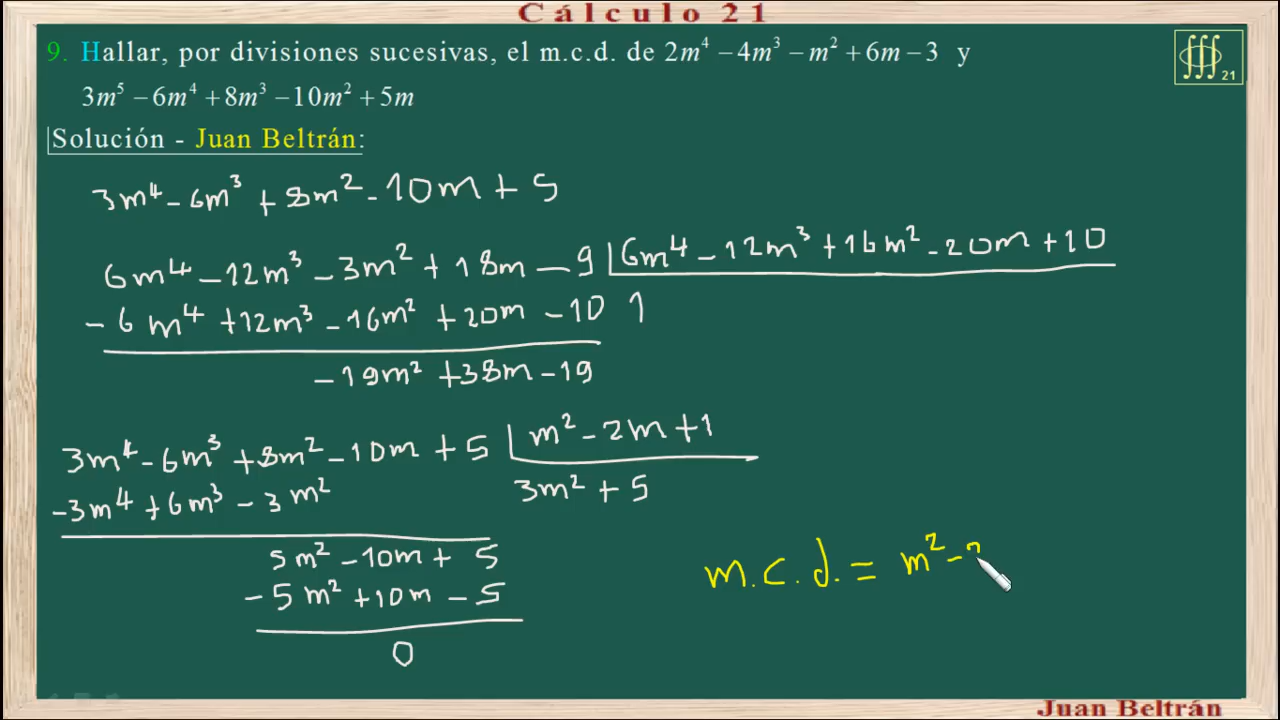 Cálculo 21
9. Hallar, por divisiones sucesivas, el m.c.d. de 2m⁴ − 4m³ − m² + 6m − 3 y
3m⁵ − 6m⁴ + 8m³ − 10m² + 5m
21
Solución - Juan Beltrán:
3m⁴ - 6m³ + 8m² - 10m + 5
6m⁴ - 12m³ - 3m² + 18m - 9 | 6m⁴ - 12m³ + 16m² - 20m + 10
- 6m⁴ + 12m³ - 16m² + 20m - 10 1
- 19m² + 38m - 19
3m⁴ - 6m³ + 8m² - 10m + 5 | m² - 2m + 1
- 3m⁴ + 6m³ - 3m² 3m² + 5
5m² - 10m + 5
- 5m² + 10m - 5
0
m.c.d. = m² -
Juan Beltrán